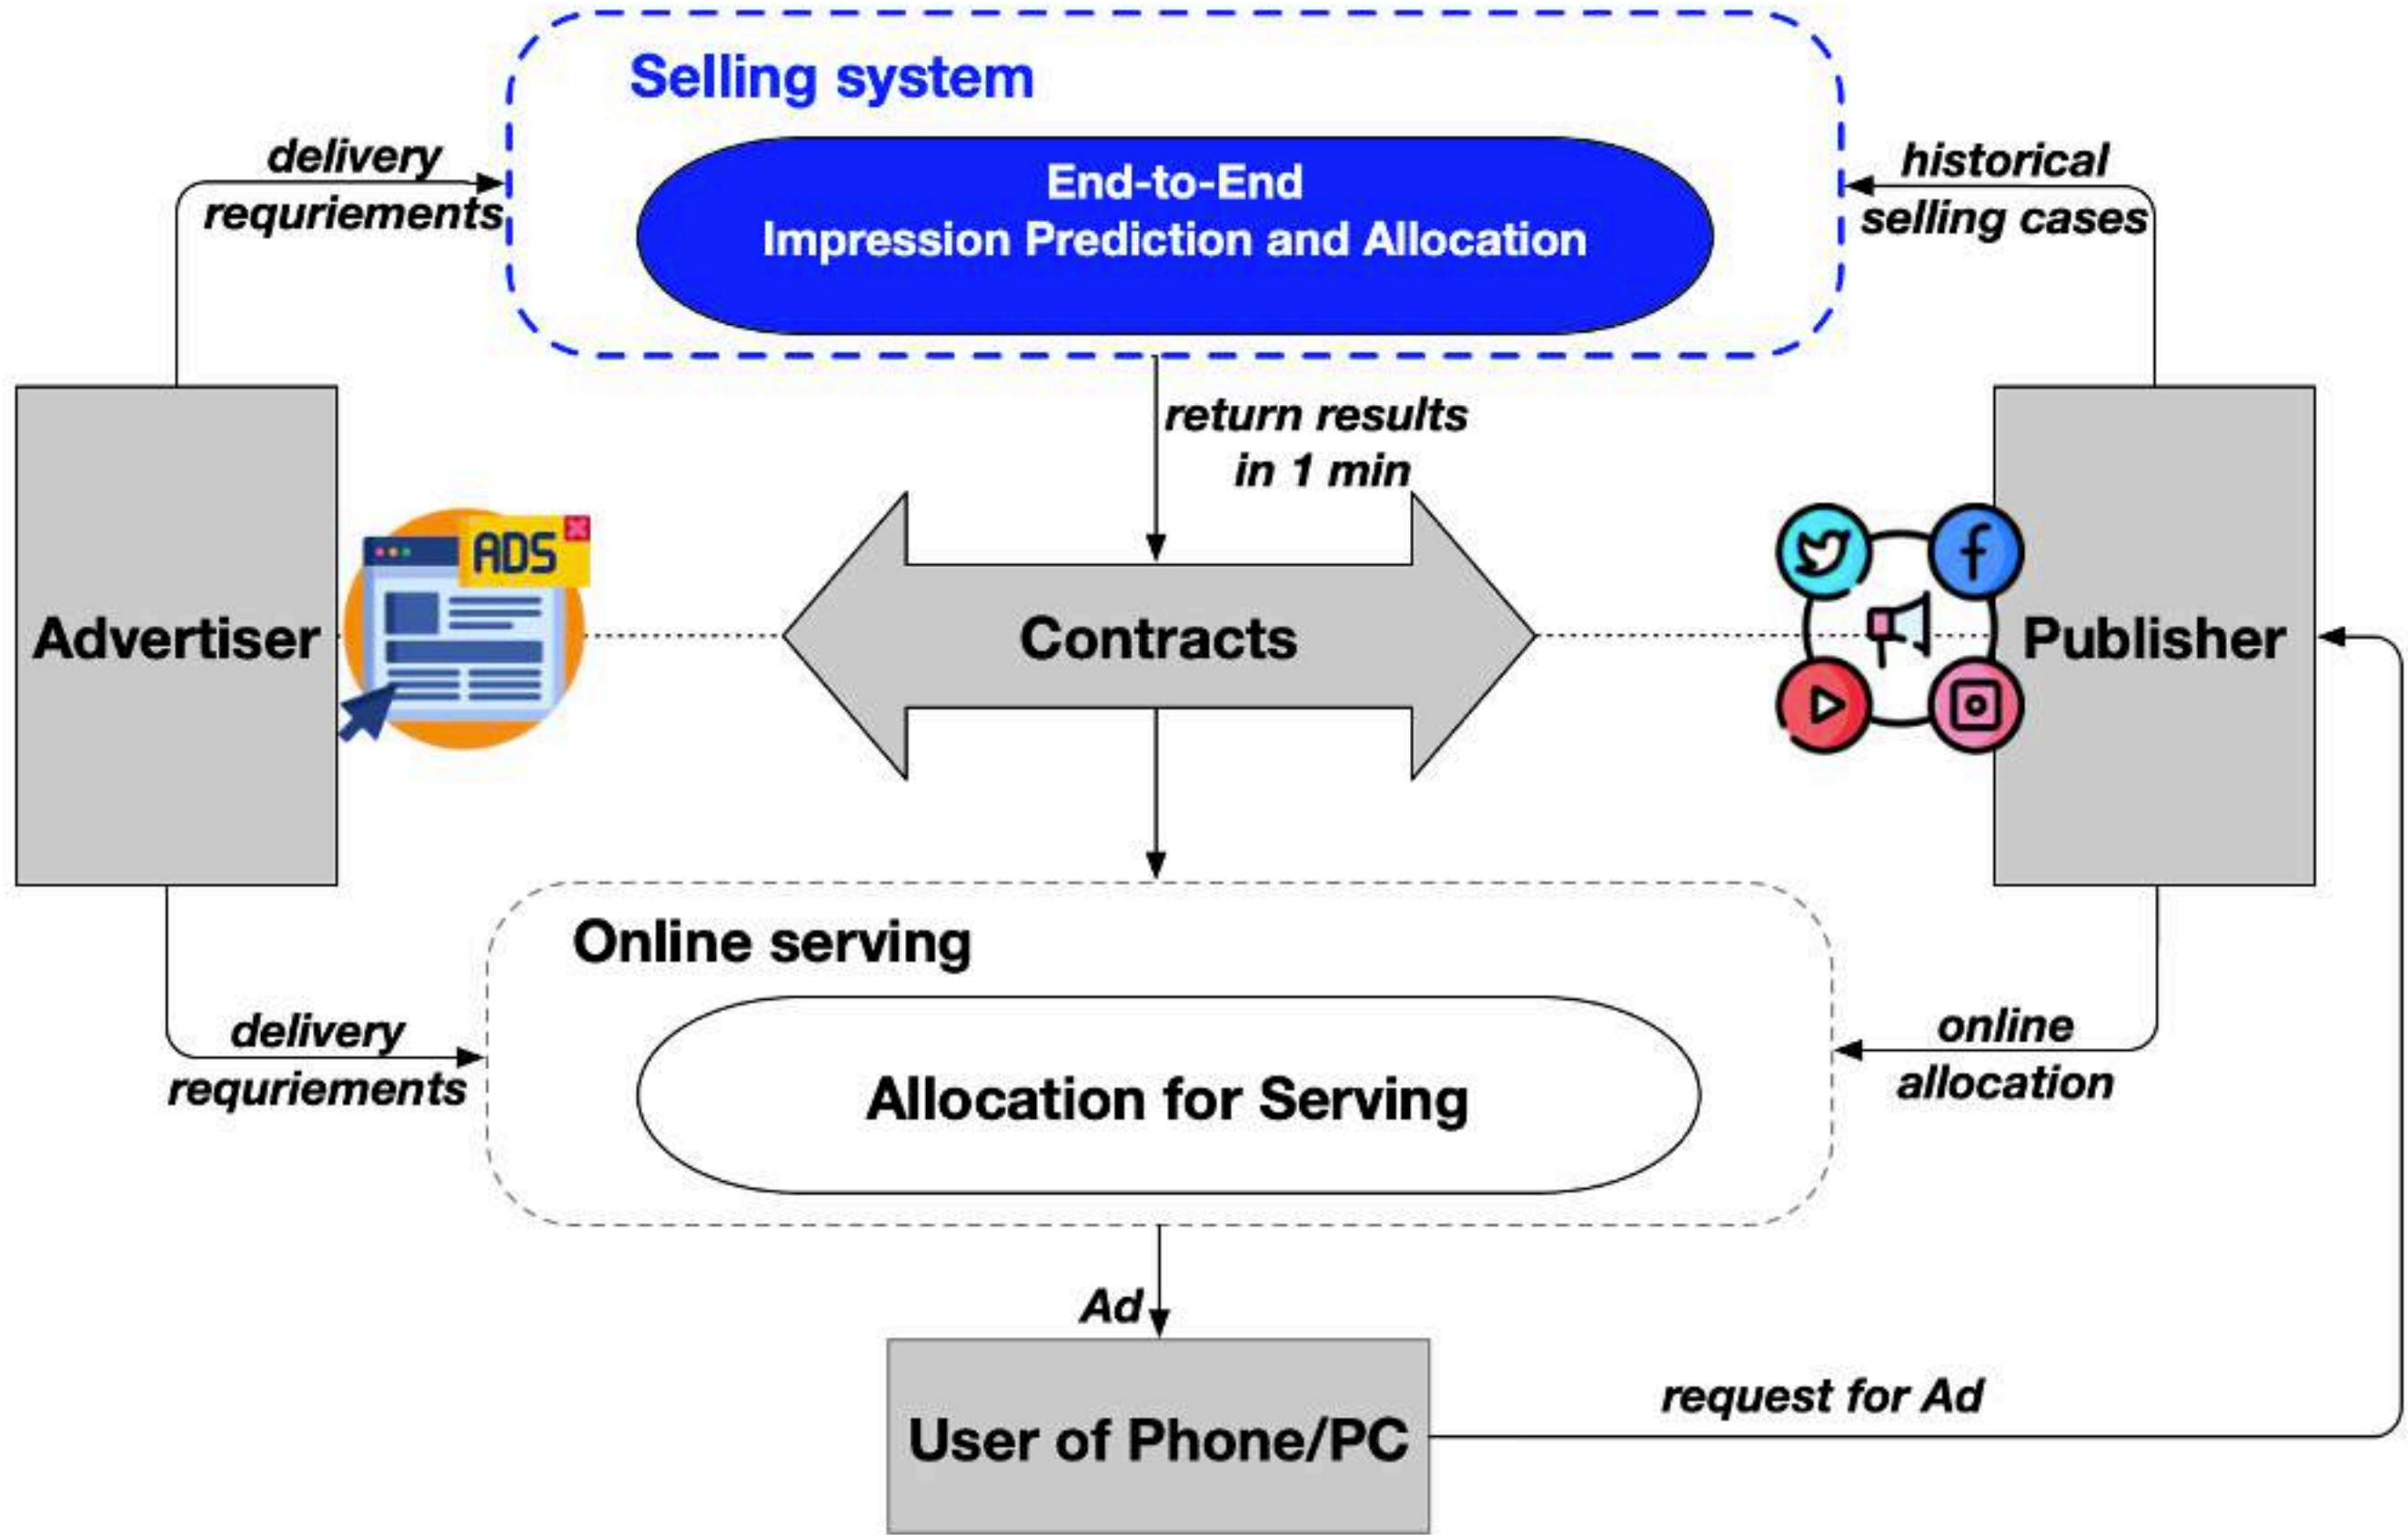 Selling system
End-to-End
Impression Prediction and Allocation
delivery
requriements
historical
selling cases
return results
in 1 min
ADS
Advertiser
Contracts
Publisher
Online serving
Allocation for Serving
delivery
requriements
online
allocation
Ad
User of Phone/PC
request for Ad